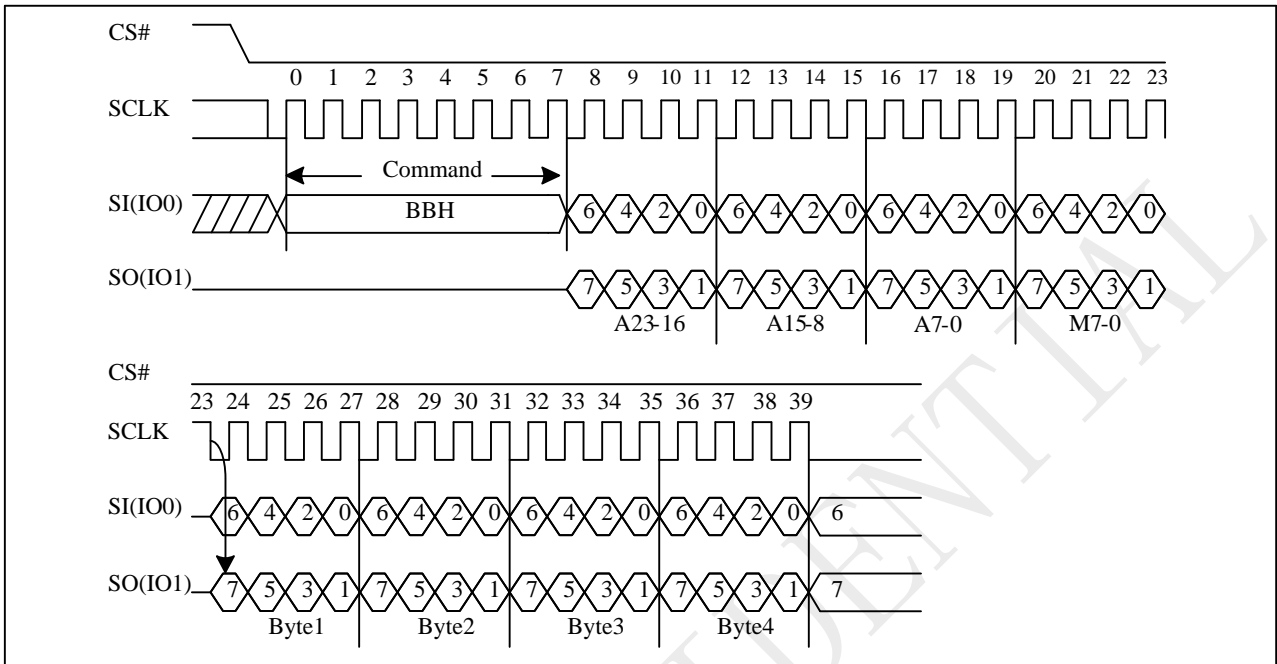 CS#
0 1 2 3 4 5 6 7 8 9 10 11 12 13 14 15 16 17 18 19 20 21 22 23
SCLK
Command
SI(IO0) BBH 6 4 2 0 6 4 2 0 6 4 2 0 6 4 2 0
SO(IO1) 7 5 3 1 7 5 3 1 7 5 3 1 7 5 3 1
A23-16 A15-8 A7-0 M7-0
CS#
23 24 25 26 27 28 29 30 31 32 33 34 35 36 37 38 39
SCLK
SI(IO0) 6 4 2 0 6 4 2 0 6 4 2 0 6 4 2 0 6
SO(IO1) 7 5 3 1 7 5 3 1 7 5 3 1 7 5 3 1 7
Byte1 Byte2 Byte3 Byte4
IDENTIAL